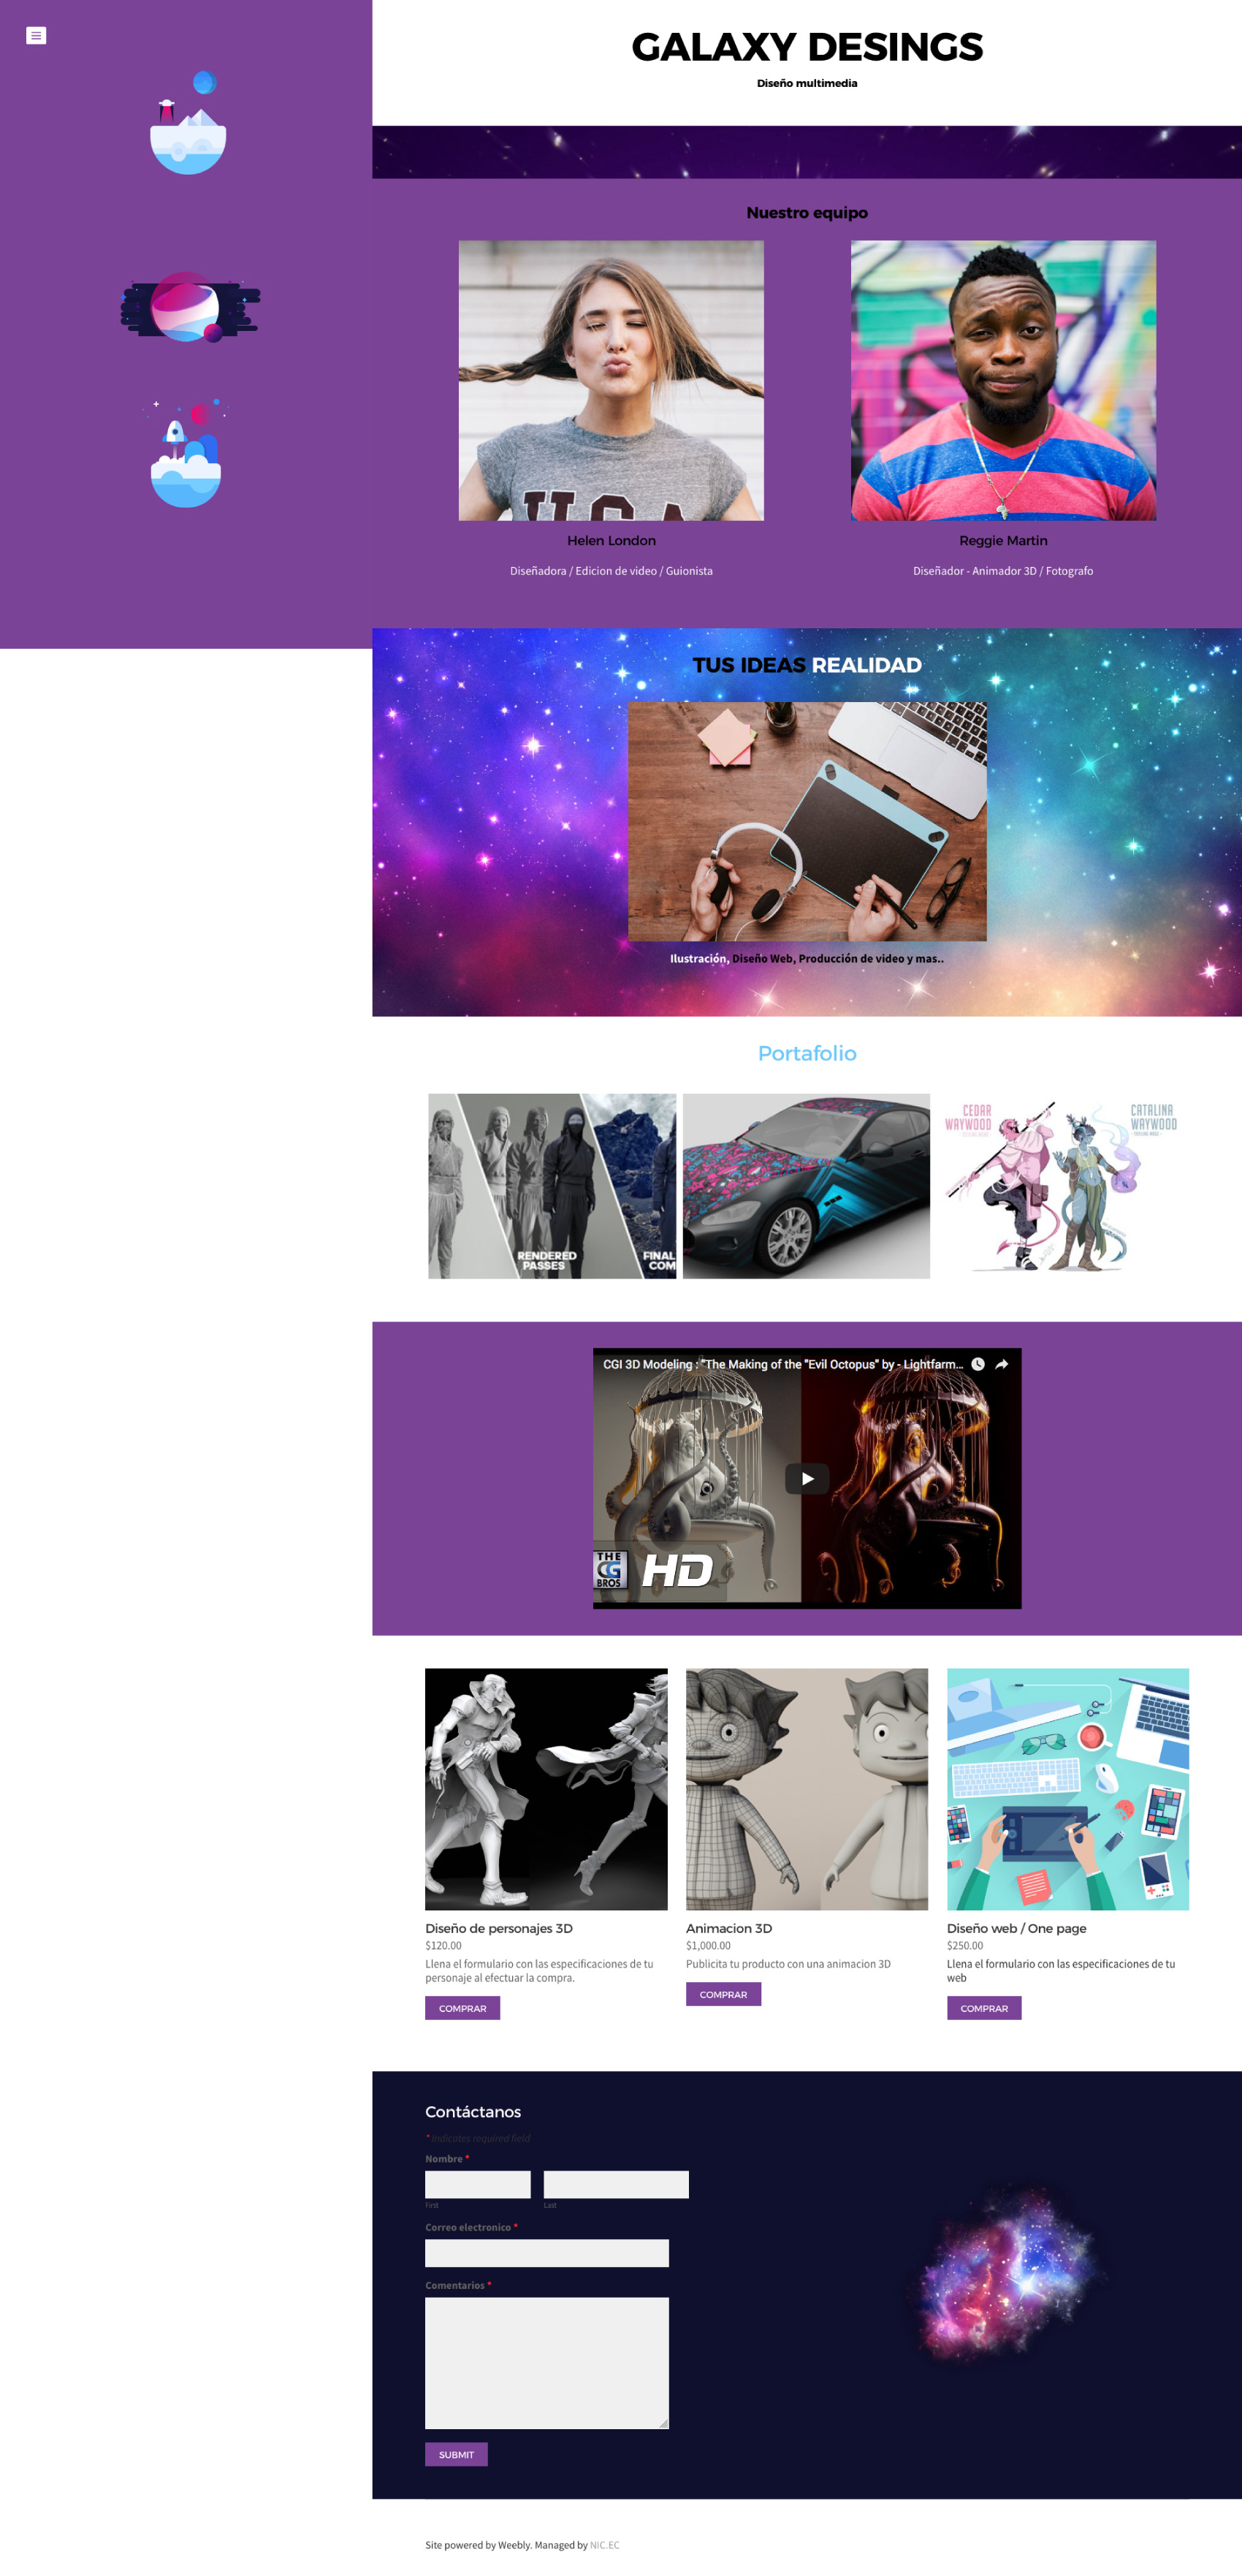 GALAXY DESINGS
Diseño multimedia
Nuestro equipo
Helen London
Diseñadora / Edicion de video / Guionista
Reggie Martin
Diseñador - Animador 3D / Fotografo
TUS IDEAS REALIDAD
Ilustración, Diseño Web, Producción de video y mas..
Portafolio
RENDERED
PASSES
FINAL
COM
CEDAR
WAYWOOD
CATALINA
WAYWOOD
CGI 3D Modeling : "The Making of the "Evil Octopus" by - Lightfarm...
THE
CG
BROS
HD
Diseño de personajes 3D
$120.00
Llena el formulario con las especificaciones de tu
personaje al efectuar la compra.
COMPRAR
Animacion 3D
$1,000.00
Publicita tu producto con una animacion 3D
COMPRAR
Diseño web / One page
$250.00
Llena el formulario con las especificaciones de tu
web
COMPRAR
Contáctanos
* Indicates required field
Nombre *
First
Last
Correo electronico *
Comentarios *
SUBMIT
Site powered by Weebly. Managed by NIC.EC